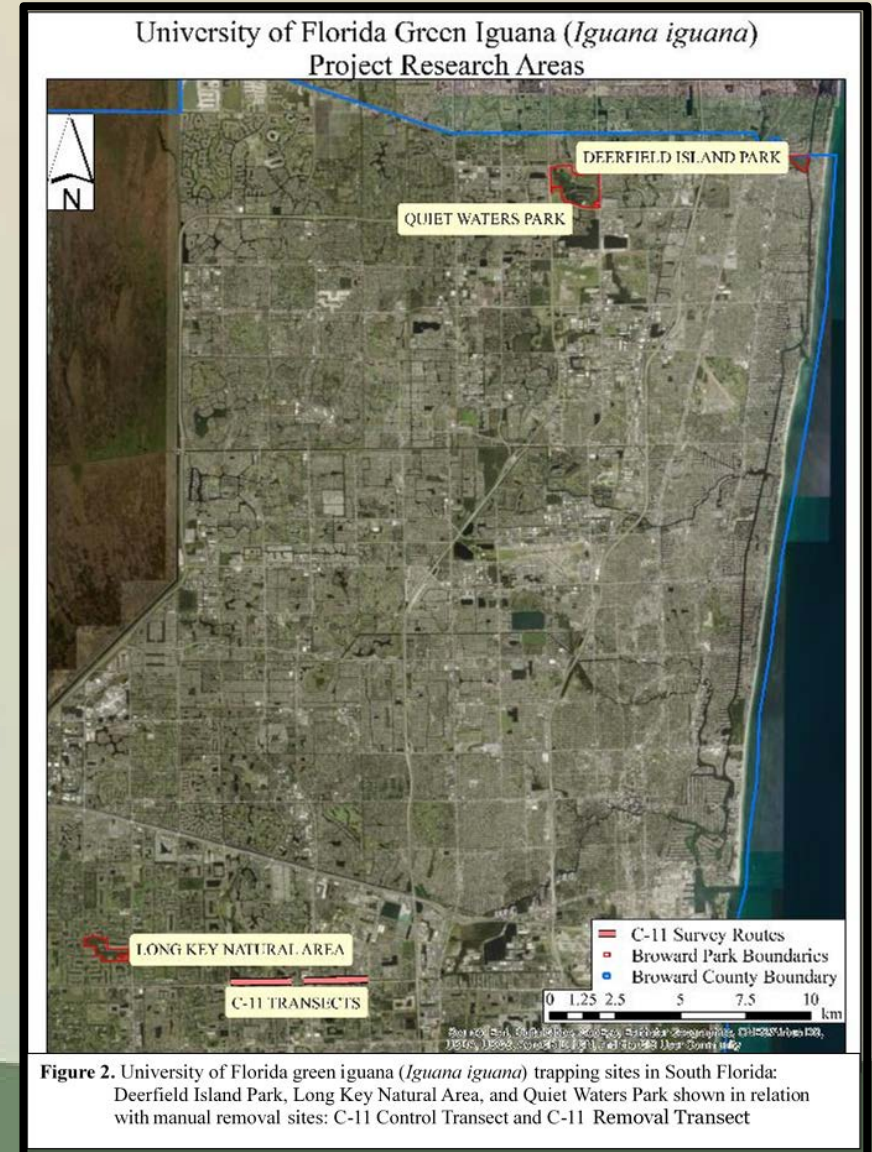 University of Florida Green Iguana (Iguana iguana)
Project Research Areas
N
DEERFIELD ISLAND PARK
QUIET WATERS PARK
LONG KEY NATURAL AREA
C-11 TRANSECTS
C-11 Survey Routes
Broward Park Boundaries
Broward County Boundary
0 1.25 2.5 5 7.5 10
km
Figure 2. University of Florida green iguana (Iguana iguana) trapping sites in South Florida:
Deerfield Island Park, Long Key Natural Area, and Quiet Waters Park shown in relation
with manual removal sites: C-11 Control Transect and C-11 Removal Transect